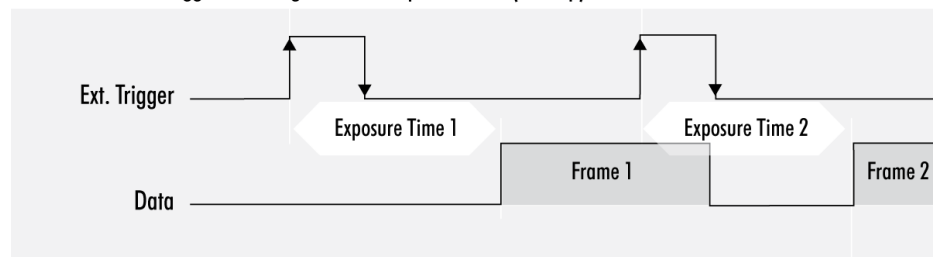 Ext. Trigger
Exposure Time 1
Exposure Time 2
Frame 1
Frame 2
Data